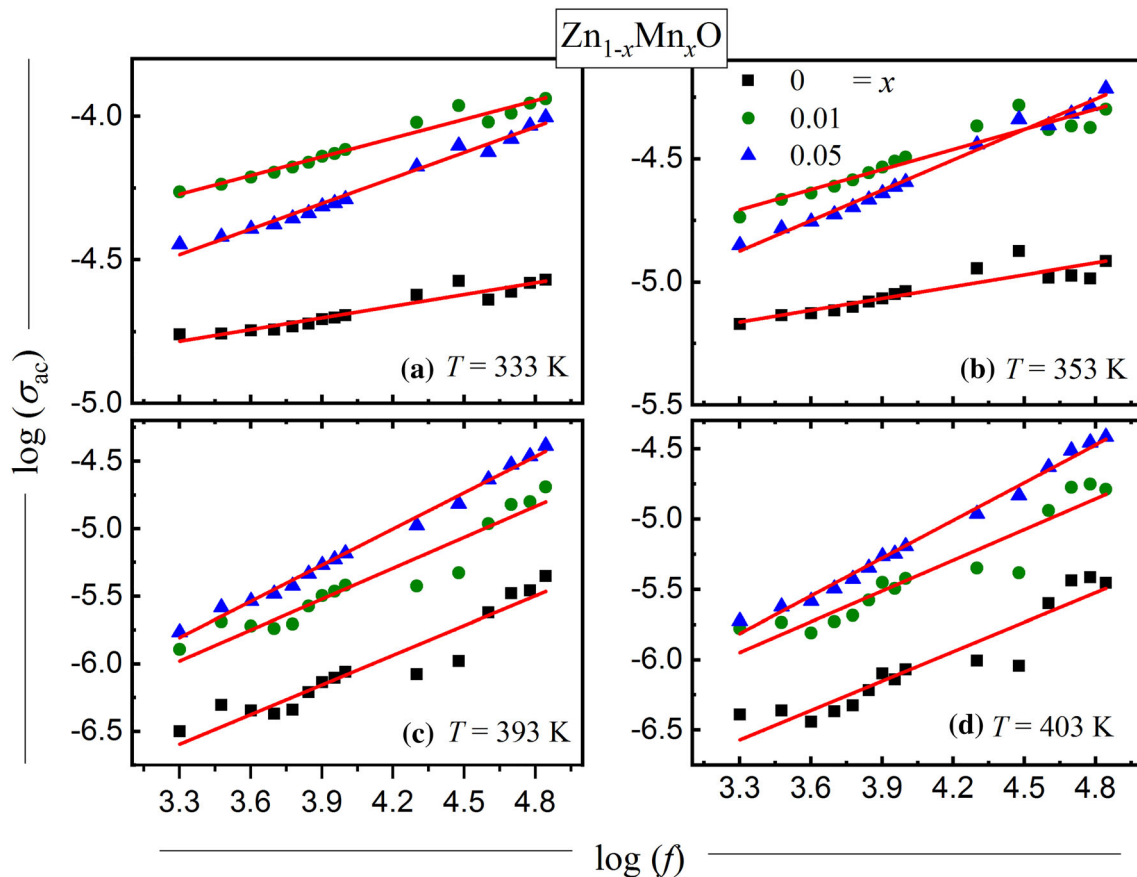 Zn1-xMnxO
log (σac)
-4.0
-4.5
-5.0
(a) T = 333 K
0 = x
0.01
0.05
-4.5
-5.0
-5.5
(b) T = 353 K
-4.5
-5.0
-5.5
-6.0
-6.5
(c) T = 393 K
3.3 3.6 3.9 4.2 4.5 4.8
-4.5
-5.0
-5.5
-6.0
-6.5
(d) T = 403 K
3.3 3.6 3.9 4.2 4.5 4.8
log (f)